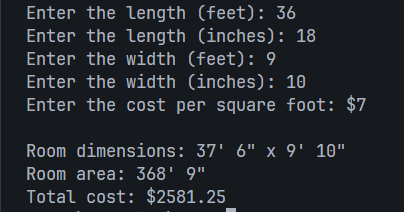 Enter the length (feet): 36
Enter the length (inches): 18
Enter the width (feet): 9
Enter the width (inches): 10
Enter the cost per square foot: $7
Room dimensions: 37' 6" x 9' 10"
Room area: 368' 9"
Total cost: $2581.25